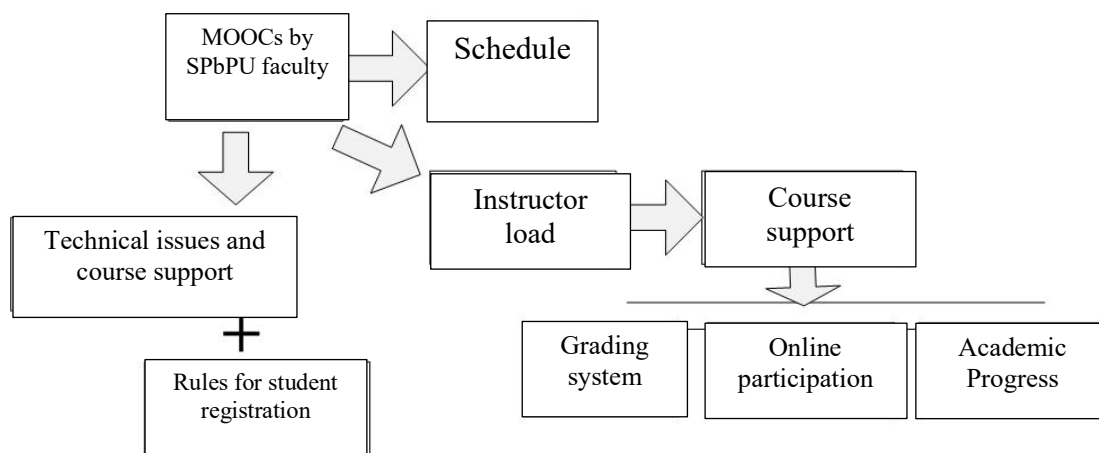 MOOCs by
SPbPU faculty
Schedule
Instructor
load
Course
support
Technical issues and
course support
+
Rules for student
registration
Grading
system
Online
participation
Academic
Progress